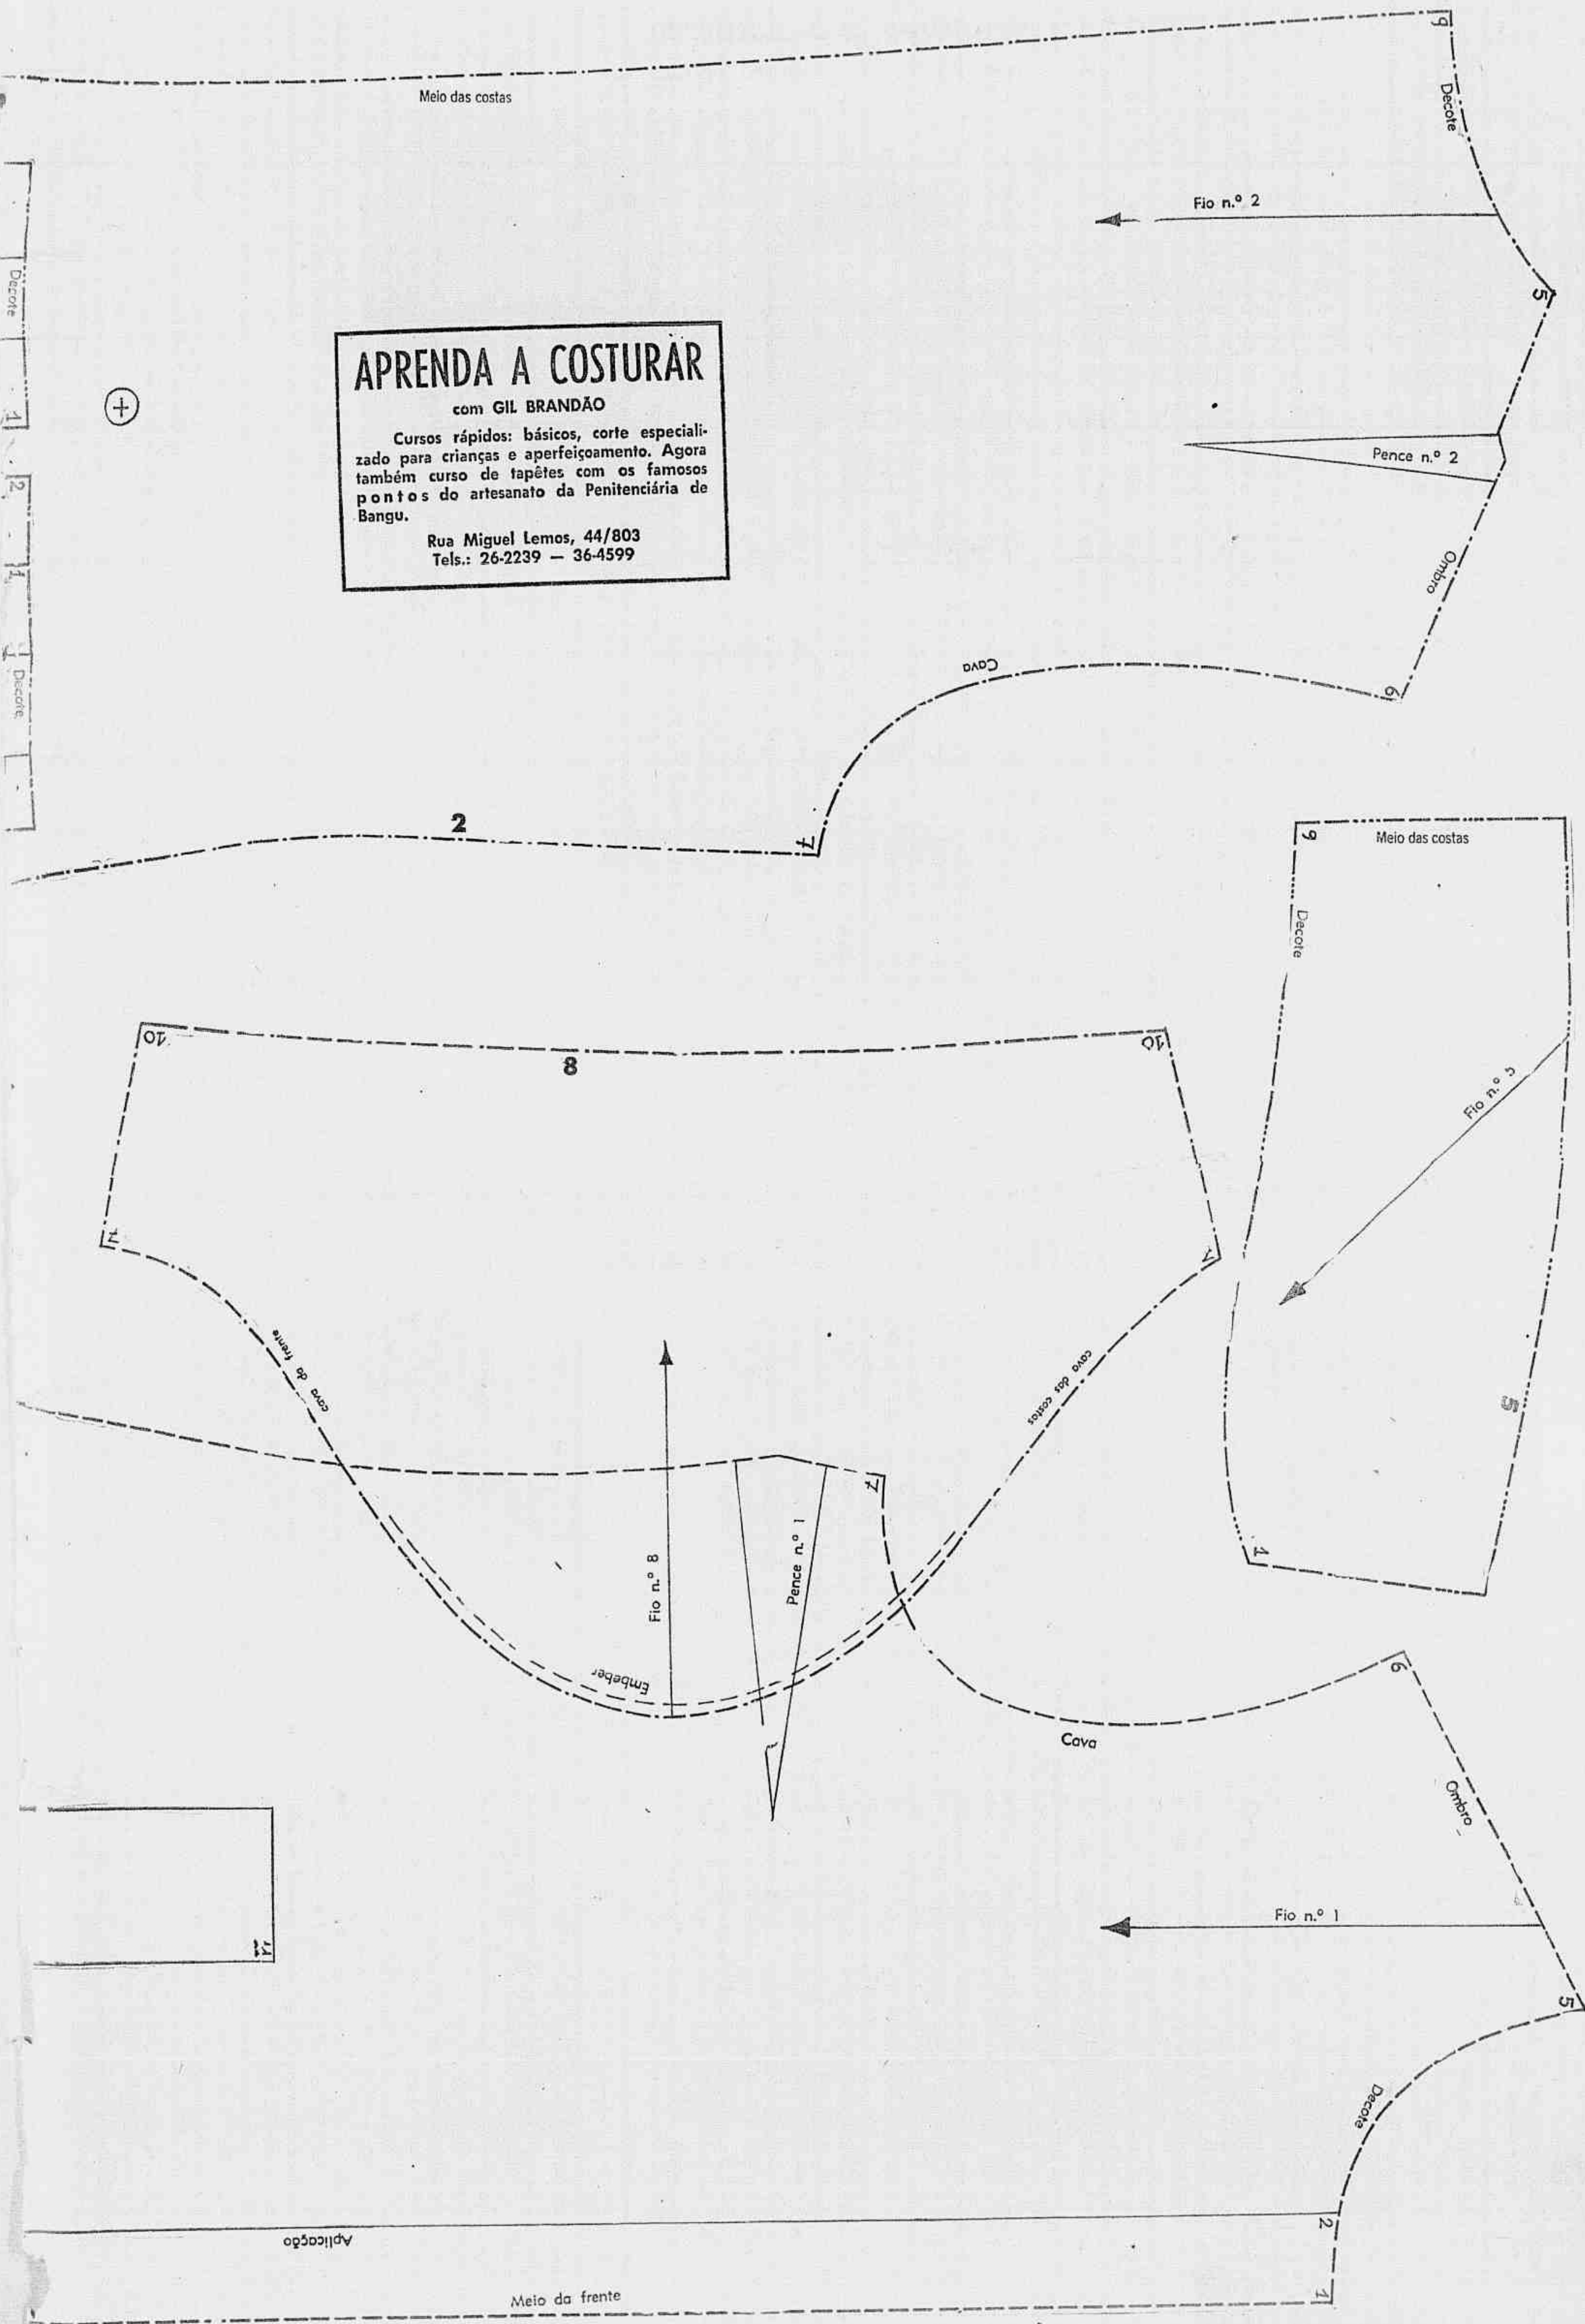 9
Meio das costas
Decote
Fio n.º 2
5
Decote
APRENDA A COSTURAR
com GIL BRANDÃO
Cursos rápidos: básicos, corte especiali-
zado para crianças e aperfeiçoamento. Agora
também curso de tapêtes com os famosos
pontos do artesanato da Penitenciária de
Bangu.
Rua Miguel Lemos, 44/803
Tels.: 26-2239 — 36-4599
1
Pence n.º 2
2
Ombro
1
Cava
6
Decote
2
7
9
Meio das costas
Decote
10
8
10
Fio n.º 5
7
cava da frente
cava das costas
5
7
Pence n.º 1
Fio n.º 8
1
Embeber
6
Cava
Ombro
Fio n.º 1
5
Decote
2
Aplicação
1
Meio da frente